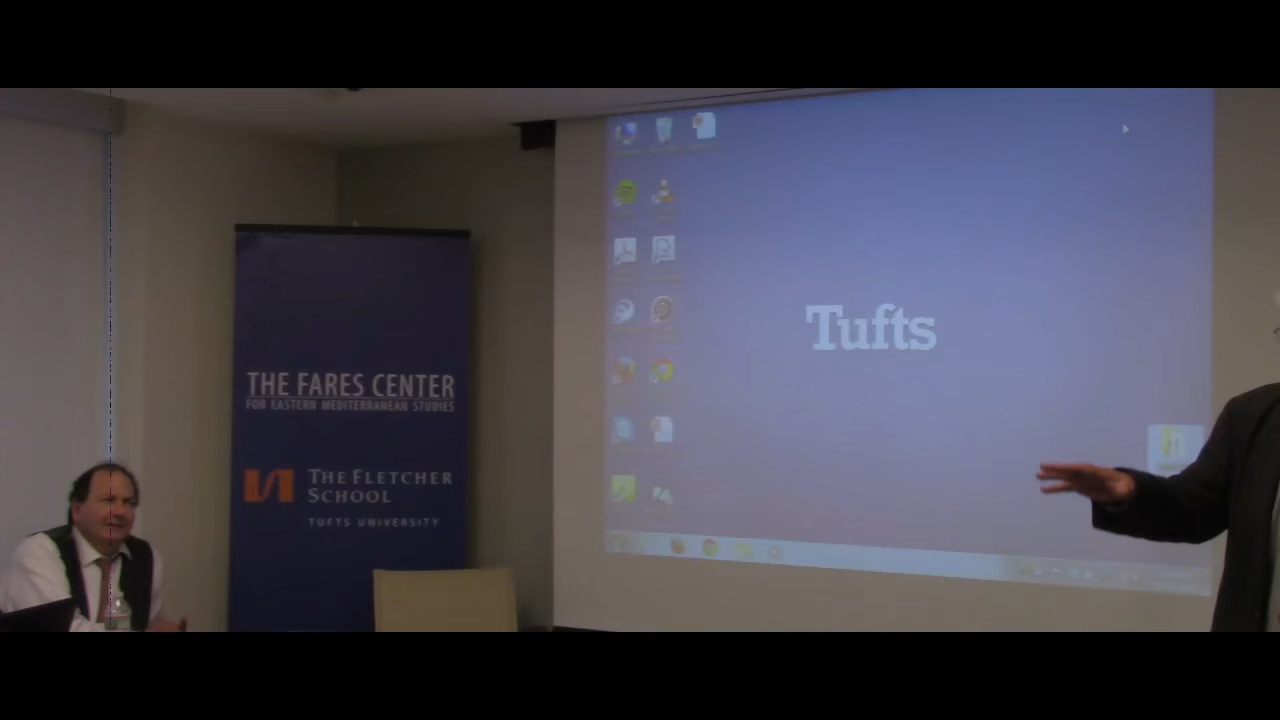 THE FARES CENTER
FOR EASTERN MEDITERRANEAN STUDIES
THE FLETCHER
SCHOOL
TUFTS UNIVERSITY
Tufts